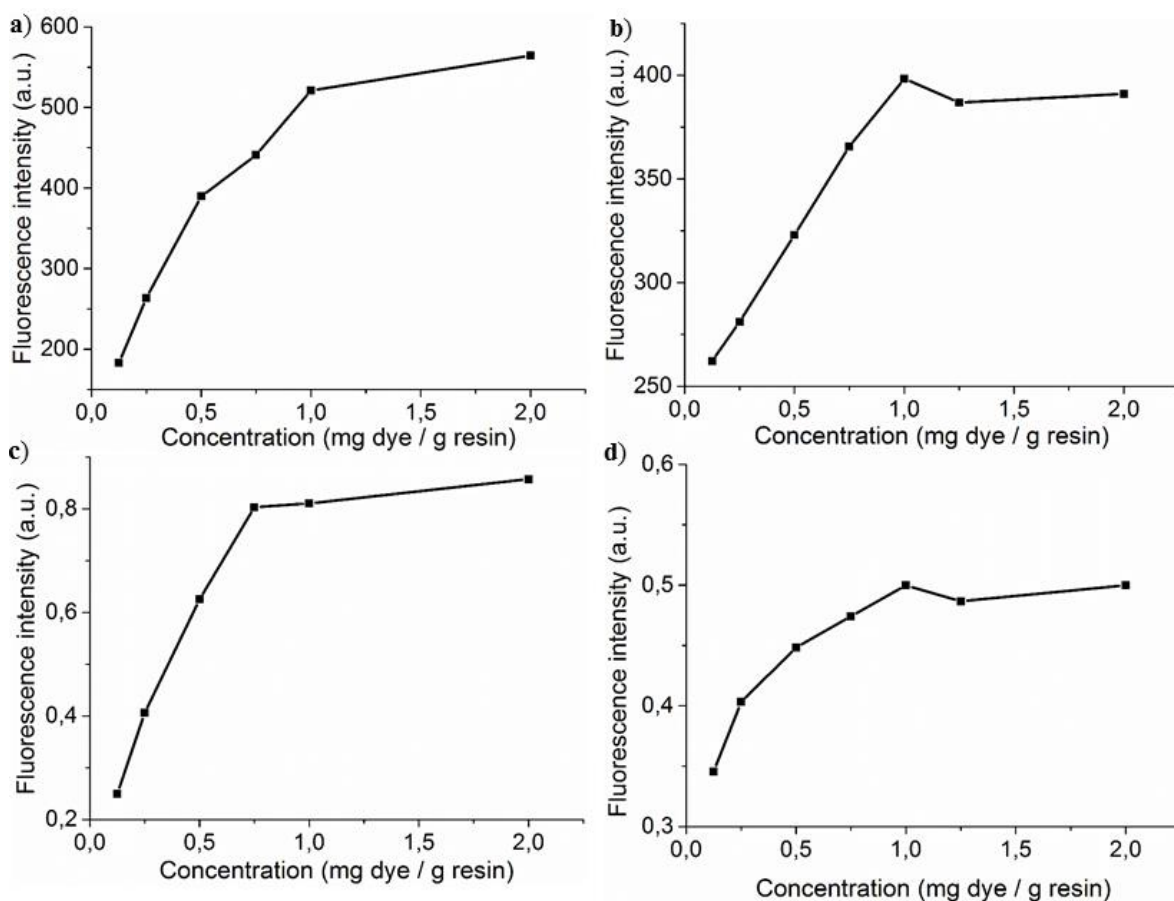 a)
600
500
400
300
200
Fluorescence intensity (a.u.)
0,0 0,5 1,0 1,5 2,0
Concentration (mg dye / g resin)
b)
400
350
300
250
Fluorescence intensity (a.u.)
0,0 0,5 1,0 1,5 2,0
Concentration (mg dye / g resin)
c)
0,8
0,6
0,4
0,2
Fluorescence intensity (a.u.)
0,0 0,5 1,0 1,5 2,0
Concentration (mg dye / g resin)
d)
0,6
0,5
0,4
0,3
Fluorescence intensity (a.u.)
0,0 0,5 1,0 1,5 2,0
Concentration (mg dye / g resin)